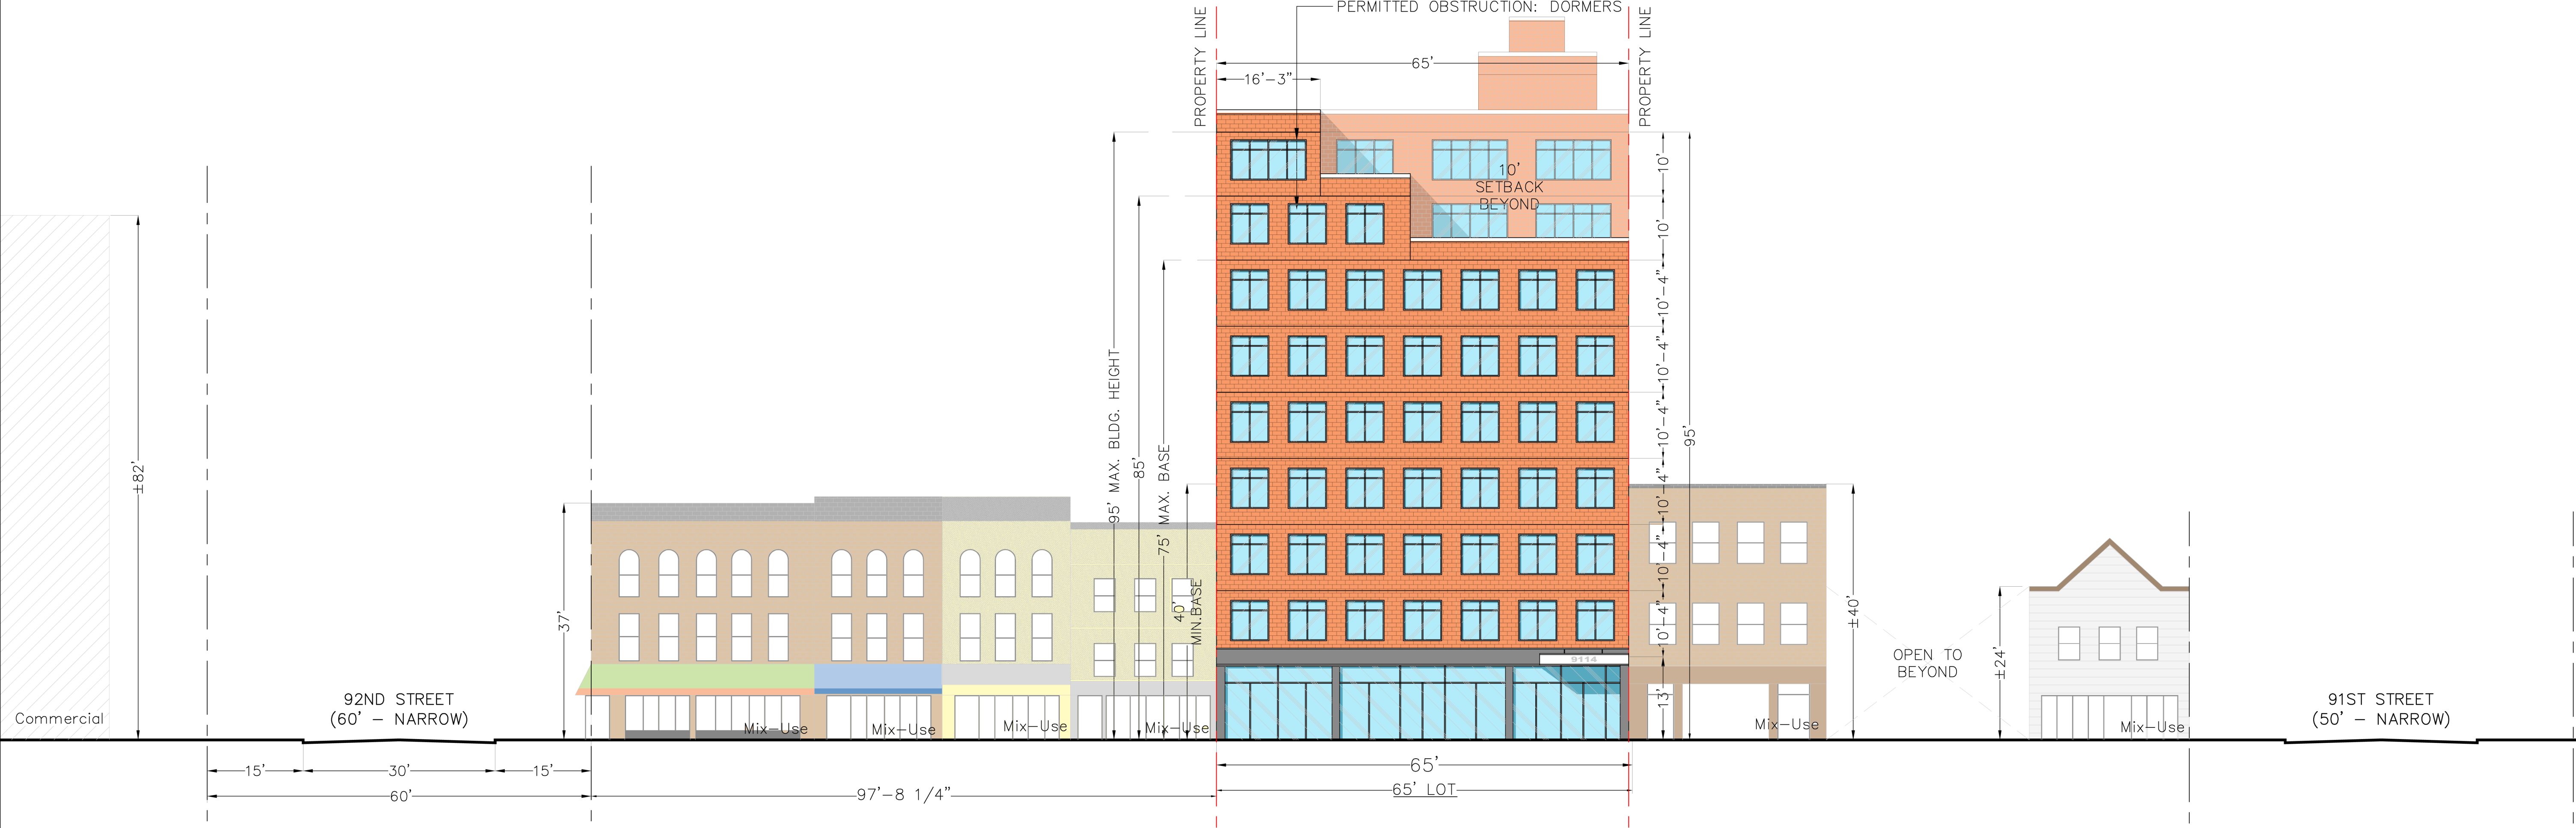 PERMITTED OBSTRUCTION: DORMERS
PROPERTY LINE
PROPERTY LINE
65'
16'-3"
10'
SETBACK
BEYOND
10'
10'
10'-4"
10'-4"
10'-4"
10'-4"
10'-4"
10'-4"
13'
95'
95' MAX. BLDG. HEIGHT
85'
75' MAX. BASE
40'
MIN.BASE
±82'
37'
±40'
±24'
9114
OPEN TO
BEYOND
92ND STREET
(60' – NARROW)
91ST STREET
(50' – NARROW)
Commercial
Mix-Use
Mix-Use
Mix-Use
Mix-Use
Mix-Use
Mix-Use
15'
30'
15'
65'
60'
97'-8 1/4"
65' LOT